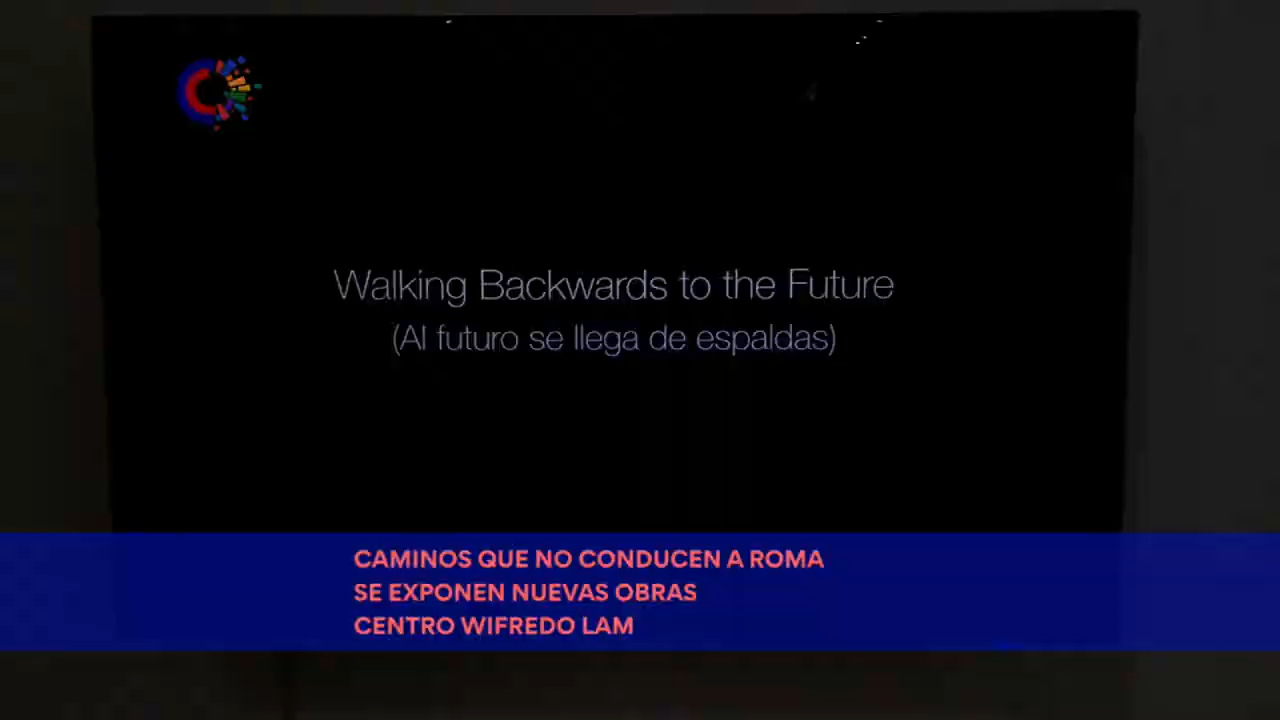 Walking Backwards to the Future
(Al futuro se llega de espaldas)
CAMINOS QUE NO CONDUCEN A ROMA
SE EXPONEN NUEVAS OBRAS
CENTRO WIFREDO LAM